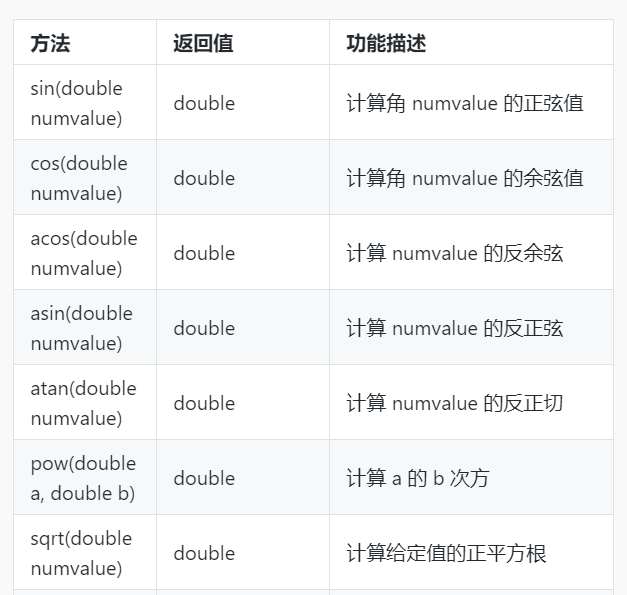 方法 返回值 功能描述
sin(double
numvalue) double 计算角 numvalue 的正弦值
cos(double
numvalue) double 计算角 numvalue 的余弦值
acos(double
numvalue) double 计算 numvalue 的反余弦
asin(double
numvalue) double 计算 numvalue 的反正弦
atan(double
numvalue) double 计算 numvalue 的反正切
pow(double
a, double b) double 计算 a 的 b 次方
sqrt(double
numvalue) double 计算给定值的正平方根